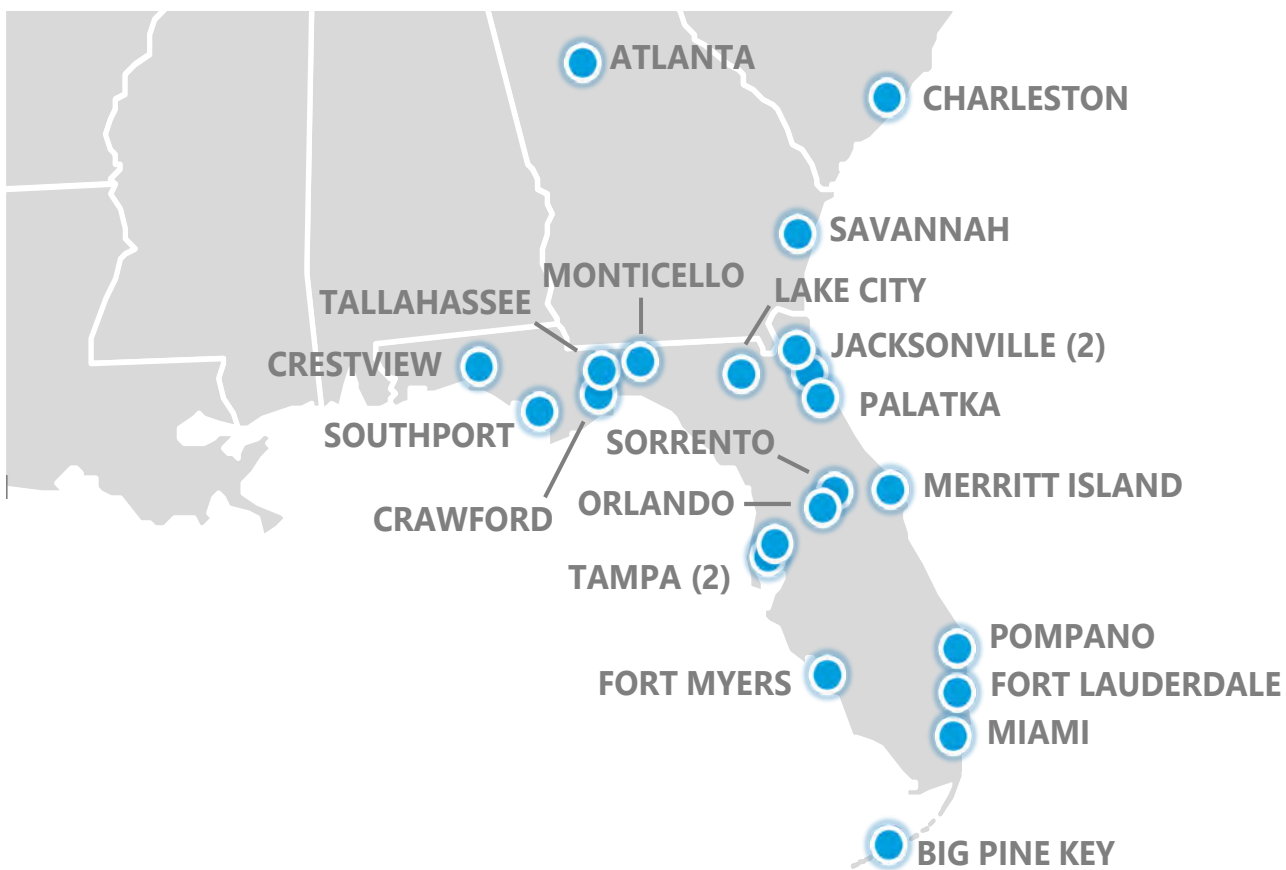 ATLANTA
CHARLESTON
SAVANNAH
MONTICELLO
LAKE CITY
TALLAHASSEE
JACKSONVILLE (2)
CRESTVIEW
PALATKA
SOUTHPORT
SORRENTO
MERRITT ISLAND
ORLANDO
CRAWFORD
TAMPA (2)
POMPANO
FORT MYERS
FORT LAUDERDALE
MIAMI
BIG PINE KEY